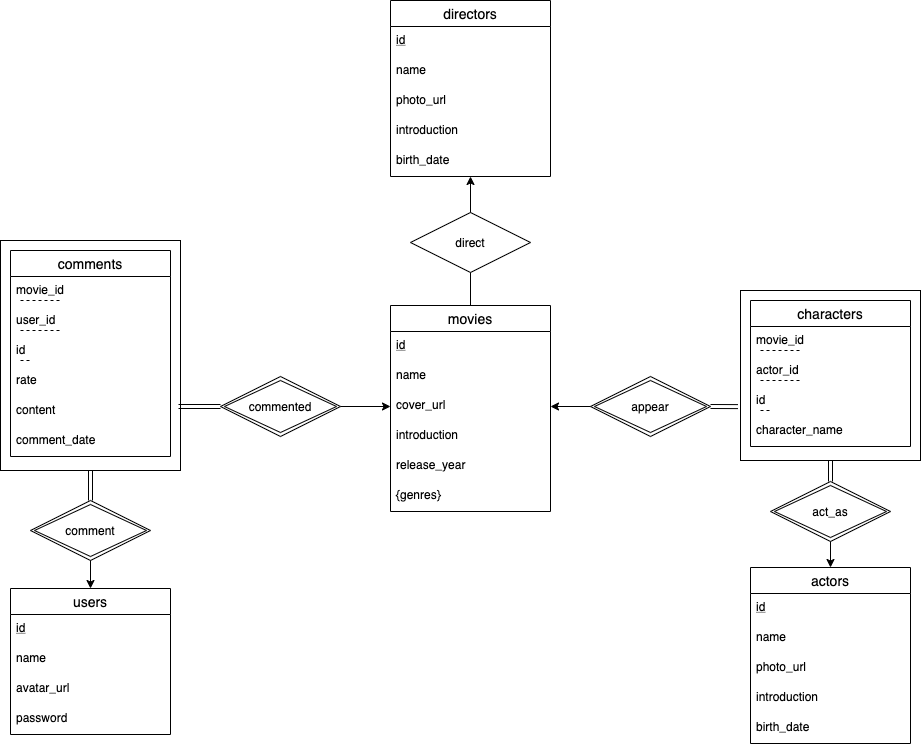 directors
id
name
photo_url
introduction
birth_date
direct
comments
movie_id
user_id
id
rate
content
comment_date
commented
movies
id
name
cover_url
introduction
release_year
{genres}
appear
characters
movie_id
actor_id
id
character_name
comment
act_as
users
id
name
avatar_url
password
actors
id
name
photo_url
introduction
birth_date